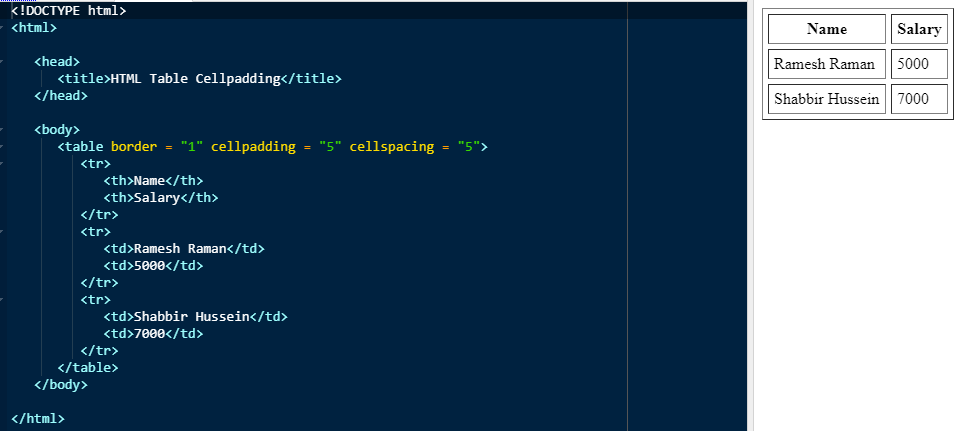 <!DOCTYPE html>
<html>
<head>
<title>HTML Table Cellpadding</title>
</head>
<body>
<table border = "1" cellpadding = "5" cellspacing = "5">
<tr>
<th>Name</th>
<th>Salary</th>
</tr>
<tr>
<td>Ramesh Raman</td>
<td>5000</td>
</tr>
<tr>
<td>Shabbir Hussein</td>
<td>7000</td>
</tr>
</table>
</body>
</html>
Name Salary
Ramesh Raman 5000
Shabbir Hussein 7000